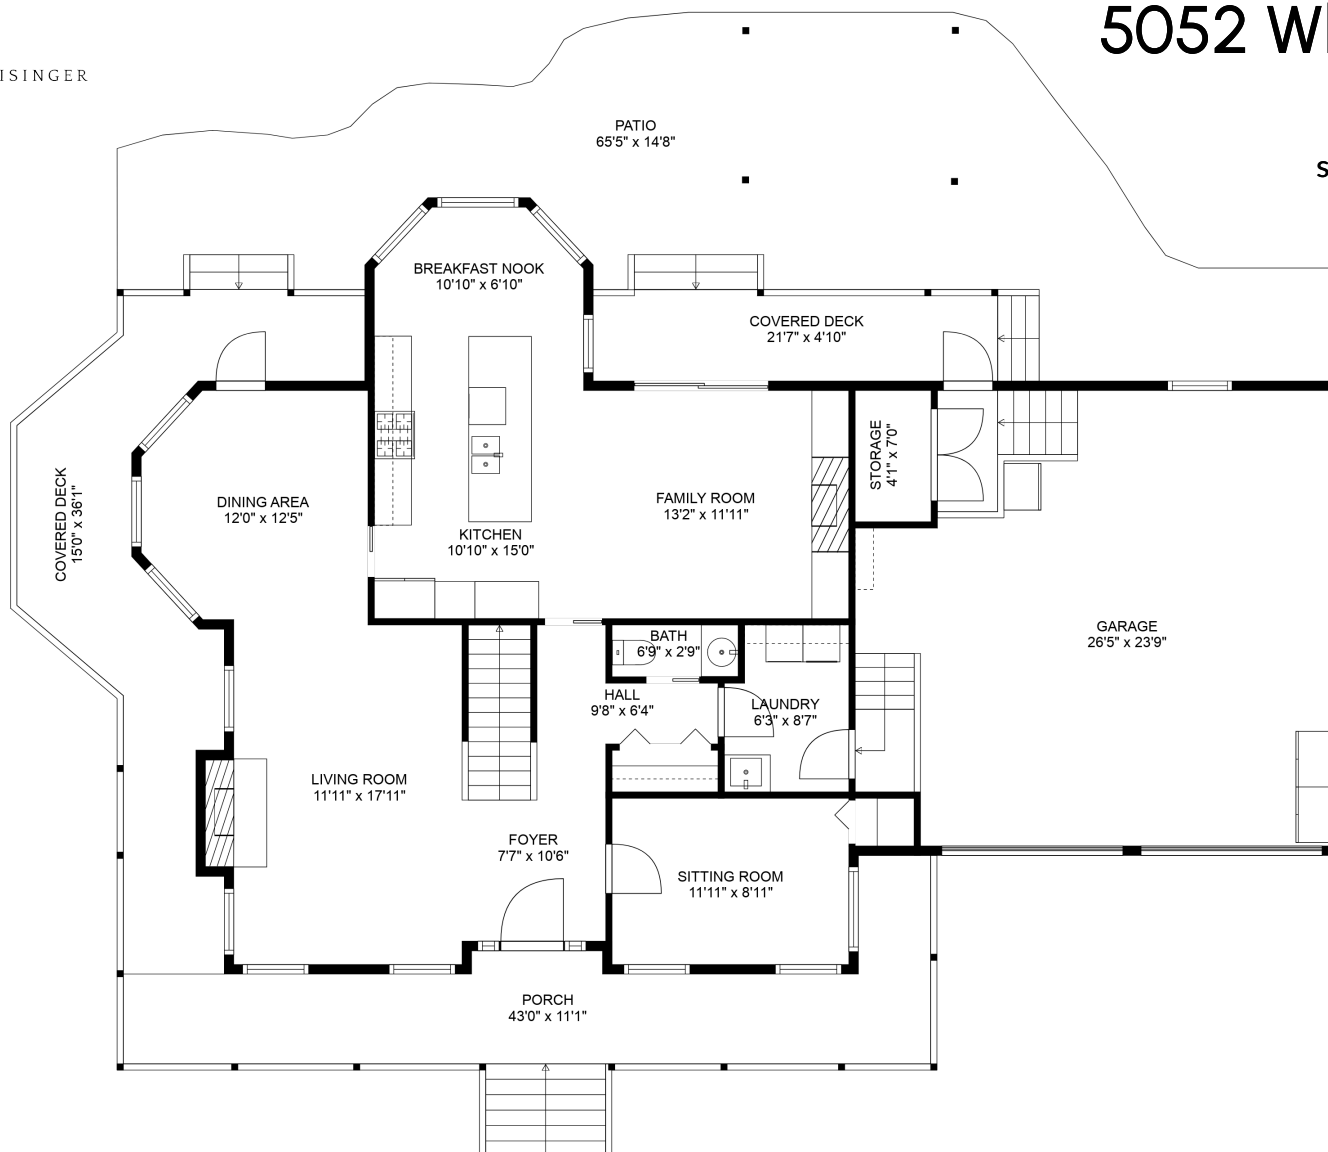 5052 W
ISINGER
PATIO
65'5" x 14'8"
S
BREAKFAST NOOK
10'10" x 6'10"
COVERED DECK
21'7" x 4'10"
STORAGE
4'1" x 7'0"
COVERED DECK
15'0" x 36'1"
DINING AREA
12'0" x 12'5"
FAMILY ROOM
13'2" x 11'11"
KITCHEN
10'10" x 15'0"
GARAGE
26'5" x 23'9"
BATH
6'9" x 2'9"
HALL
9'8" x 6'4"
LAUNDRY
6'3" x 8'7"
LIVING ROOM
11'11" x 17'11"
FOYER
7'7" x 10'6"
SITTING ROOM
11'11" x 8'11"
PORCH
43'0" x 11'1"